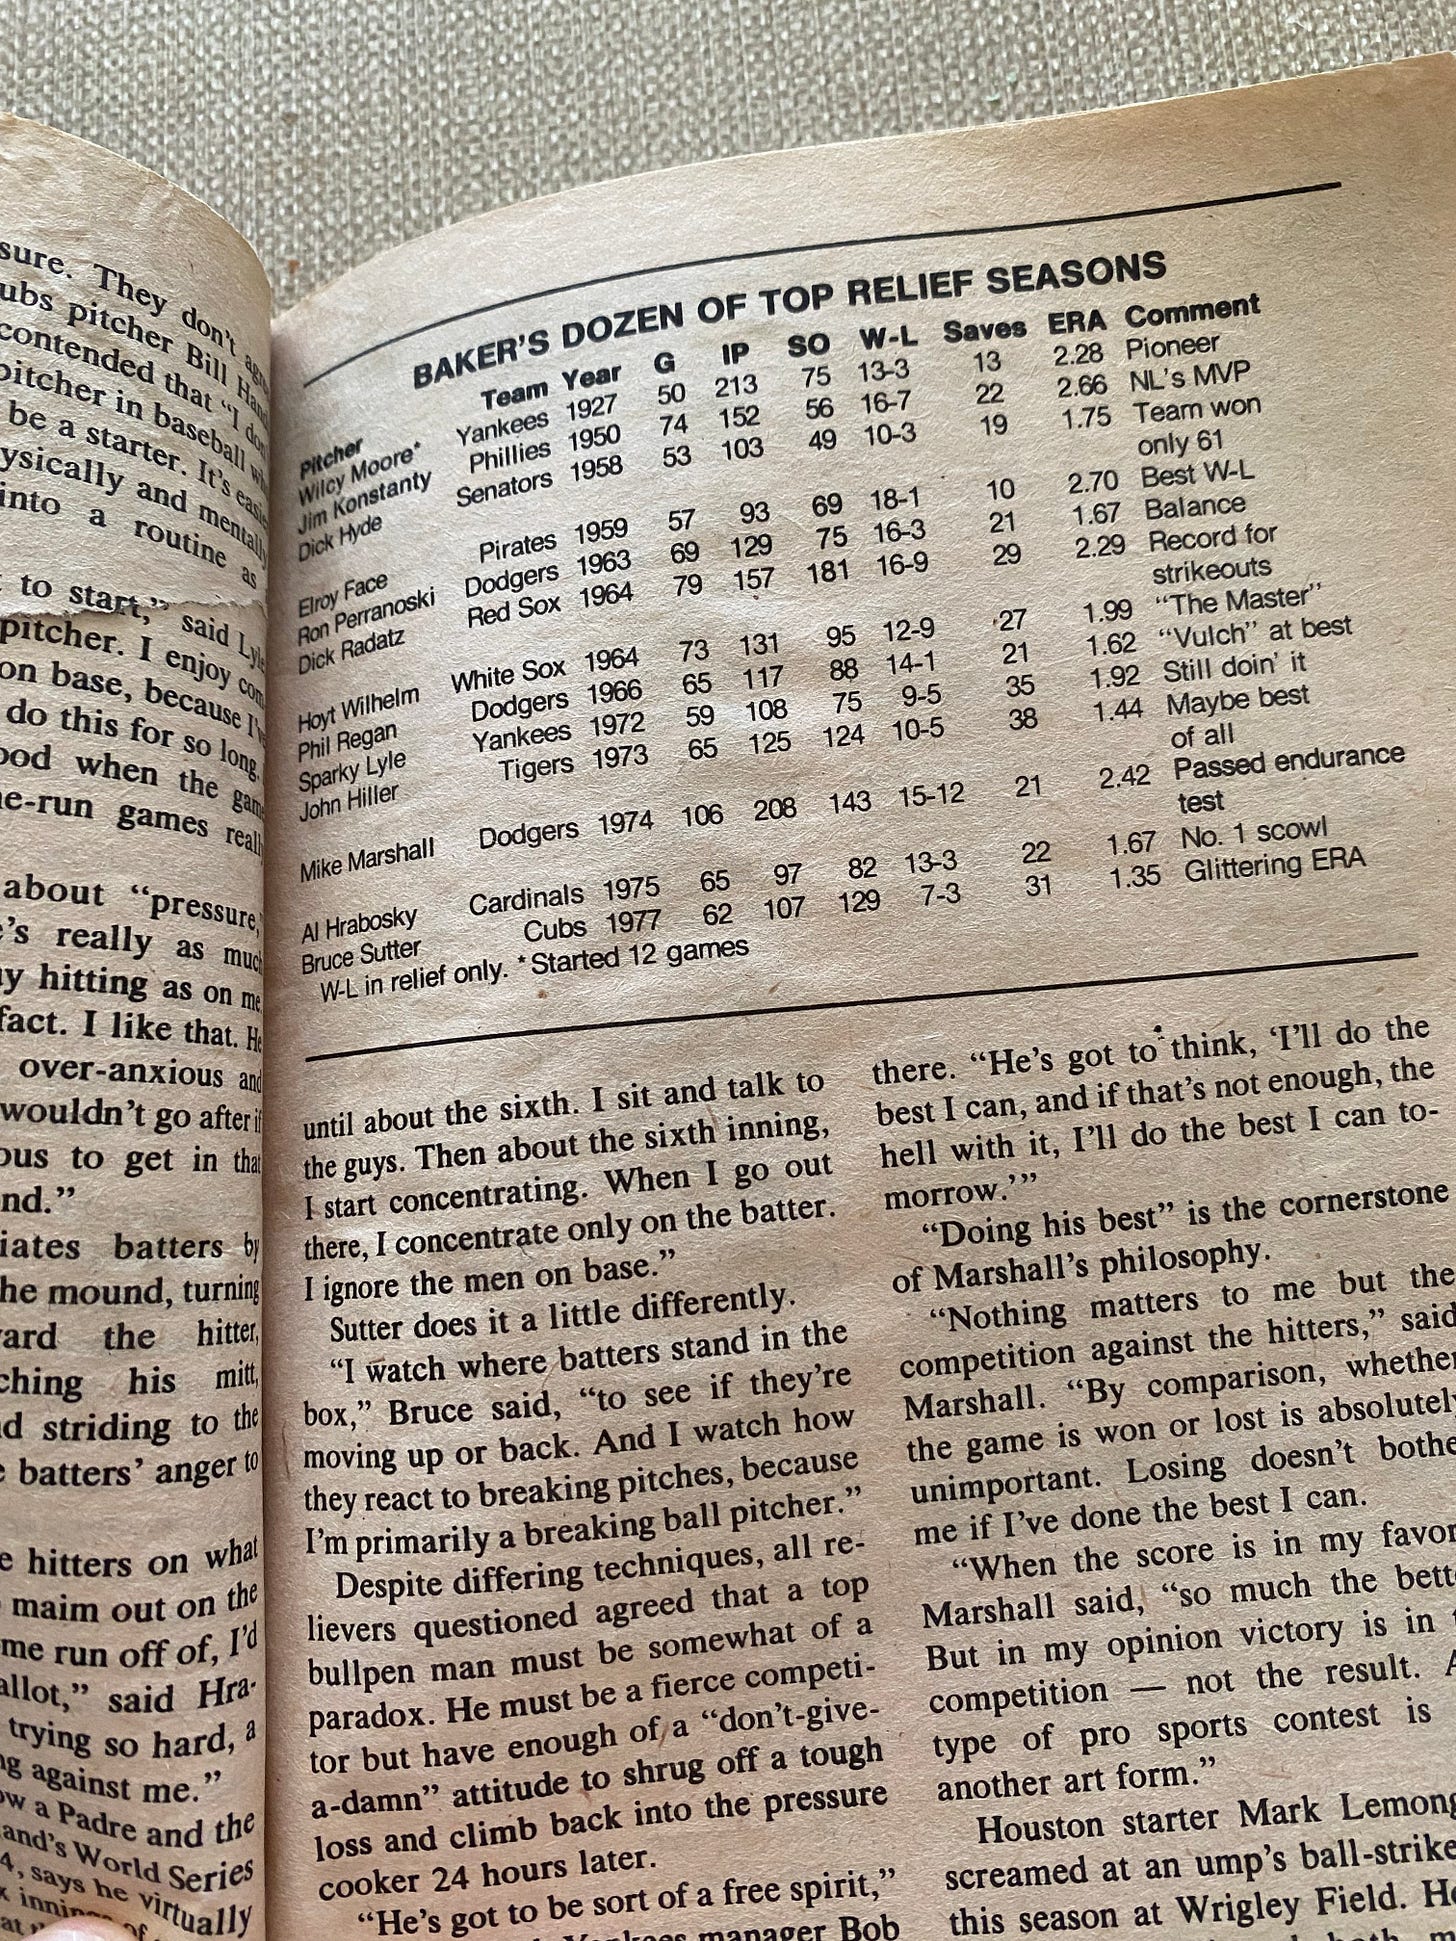 sure. They don't
ubs pitcher Bill
contended that "I don't
pitcher in baseball
be a starter. It's
ysically and mentally
into a routine as
to start," said
pitcher. I enjoy
on base, because I've
do this for so long.
ood when the
e-run games
about "pressure,
's really as much
y hitting as on me
fact. I like that. He
over-anxious and
wouldn't go after
ous to get in that
nd."
iates batters by
he mound, turning
ard the hitter,
ching his mitt,
d striding to the
batters' anger to
e hitters on what
maim out on the
me run off of, I'd
allot," said Hra-
trying so hard, a
ng against me."
ow a Padre and the
and's World Series
4, says he virtually
BAKER'S DOZEN OF TOP RELIEF SEASONS
Pitcher Team Year G IP SO W-L Saves ERA Comment
Wilcy Moore* Yankees 1927 50 213 75 13-3 13 2.28 Pioneer
Jim Konstanty Phillies 1950 74 152 56 16-7 22 2.66 NL's MVP
Dick Hyde Senators 1958 53 103 49 10-3 19 1.75 Team won
only 61
Elroy Face Pirates 1959 57 93 69 18-1 10 2.70 Best W-L
Ron Perranoski Dodgers 1963 69 129 75 16-3 21 1.67 Balance
Dick Radatz Red Sox 1964 79 157 181 16-9 29 2.29 Record for
strikeouts
Hoyt Wilhelm White Sox 1964 73 131 95 12-9 27 1.99 "The Master"
Phil Regan Dodgers 1966 65 117 88 14-1 21 1.62 "Vulch" at best
Sparky Lyle Yankees 1972 59 108 75 9-5 35 1.92 Still doin' it
John Hiller Tigers 1973 65 125 124 10-5 38 1.44 Maybe best
of all
Mike Marshall Dodgers 1974 106 208 143 15-12 21 2.42 Passed endurance
test
Al Hrabosky Cardinals 1975 65 97 82 13-3 22 1.67 No. 1 scowl
Bruce Sutter Cubs 1977 62 107 129 7-3 31 1.35 Glittering ERA
W-L in relief only. *Started 12 games
until about the sixth. I sit and talk to
the guys. Then about the sixth inning,
I start concentrating. When I go out
there, I concentrate only on the batter.
I ignore the men on base."
Sutter does it a little differently.
"I watch where batters stand in the
box," Bruce said, "to see if they're
moving up or back. And I watch how
they react to breaking pitches, because
I'm primarily a breaking ball pitcher."
Despite differing techniques, all re-
lievers questioned agreed that a top
bullpen man must be somewhat of a
paradox. He must be a fierce competi-
tor but have enough of a "don't-give-
a-damn" attitude to shrug off a tough
loss and climb back into the pressure
cooker 24 hours later.
"He's got to be sort of a free spirit,"
manager Bob
there. "He's got to think, 'I'll do the
best I can, and if that's not enough, the
hell with it, I'll do the best I can to-
morrow.'"
"Doing his best" is the cornerstone
of Marshall's philosophy.
"Nothing matters to me but the
competition against the hitters," said
Marshall. "By comparison, whether
the game is won or lost is absolutely
unimportant. Losing doesn't bothe
me if I've done the best I can.
"When the score is in my favor
Marshall said, "so much the bette
But in my opinion victory is in
competition — not the result. A
type of pro sports contest is
another art form."
Houston starter Mark Lemong
screamed at an ump's ball-strike
this season at Wrigley Field. He